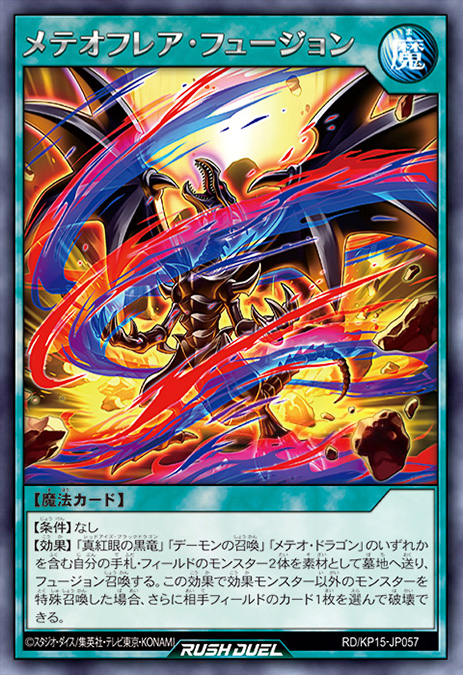 メテオフレア・フュージョン
ま
魔
【魔法カード】
【条件】なし
【効果】「真紅眼の黒竜」「デーモンの召喚」「メテオ・ドラゴン」のいずれか
を含む自分の手札・フィールドのモンスター2体を素材として墓地へ送り、
フュージョン召喚する。この効果で効果モンスター以外のモンスターを
特殊召喚した場合、さらに相手フィールドのカード1枚を選んで破壊で
きる。
©スタジオ・ダイス/集英社・テレビ東京・KONAMI
RUSH DUEL
RD/KP15-JP057